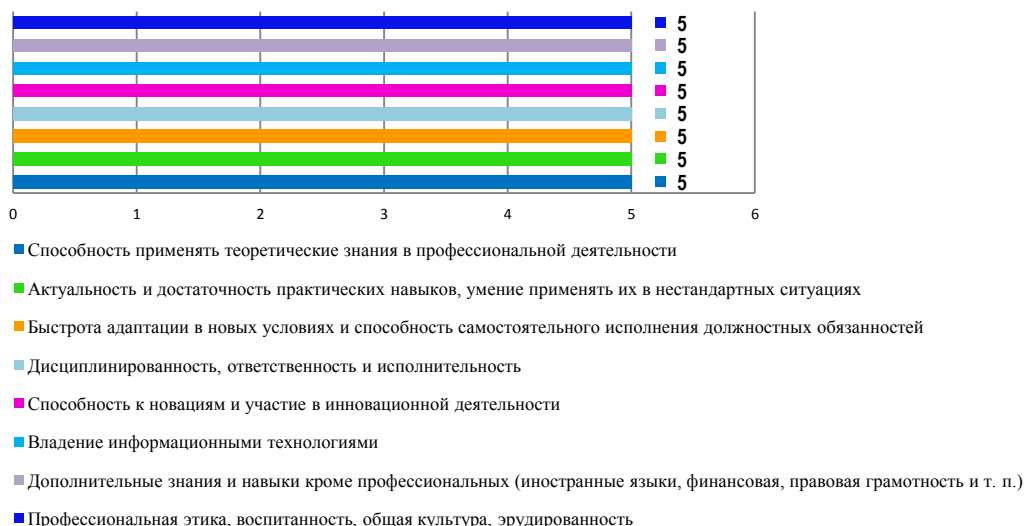 5
5
5
5
5
5
5
5
0 1 2 3 4 5 6
Способность применять теоретические знания в профессиональной деятельности
Актуальность и достаточность практических навыков, умение применять их в нестандартных ситуациях
Быстрота адаптации в новых условиях и способность самостоятельного исполнения должностных обязанностей
Дисциплинированность, ответственность и исполнительность
Способность к новациям и участие в инновационной деятельности
Владение информационными технологиями
Дополнительные знания и навыки кроме профессиональных (иностранные языки, финансовая, правовая грамотность и т. п.)
Профессиональная этика, воспитанность, общая культура, эрудированность